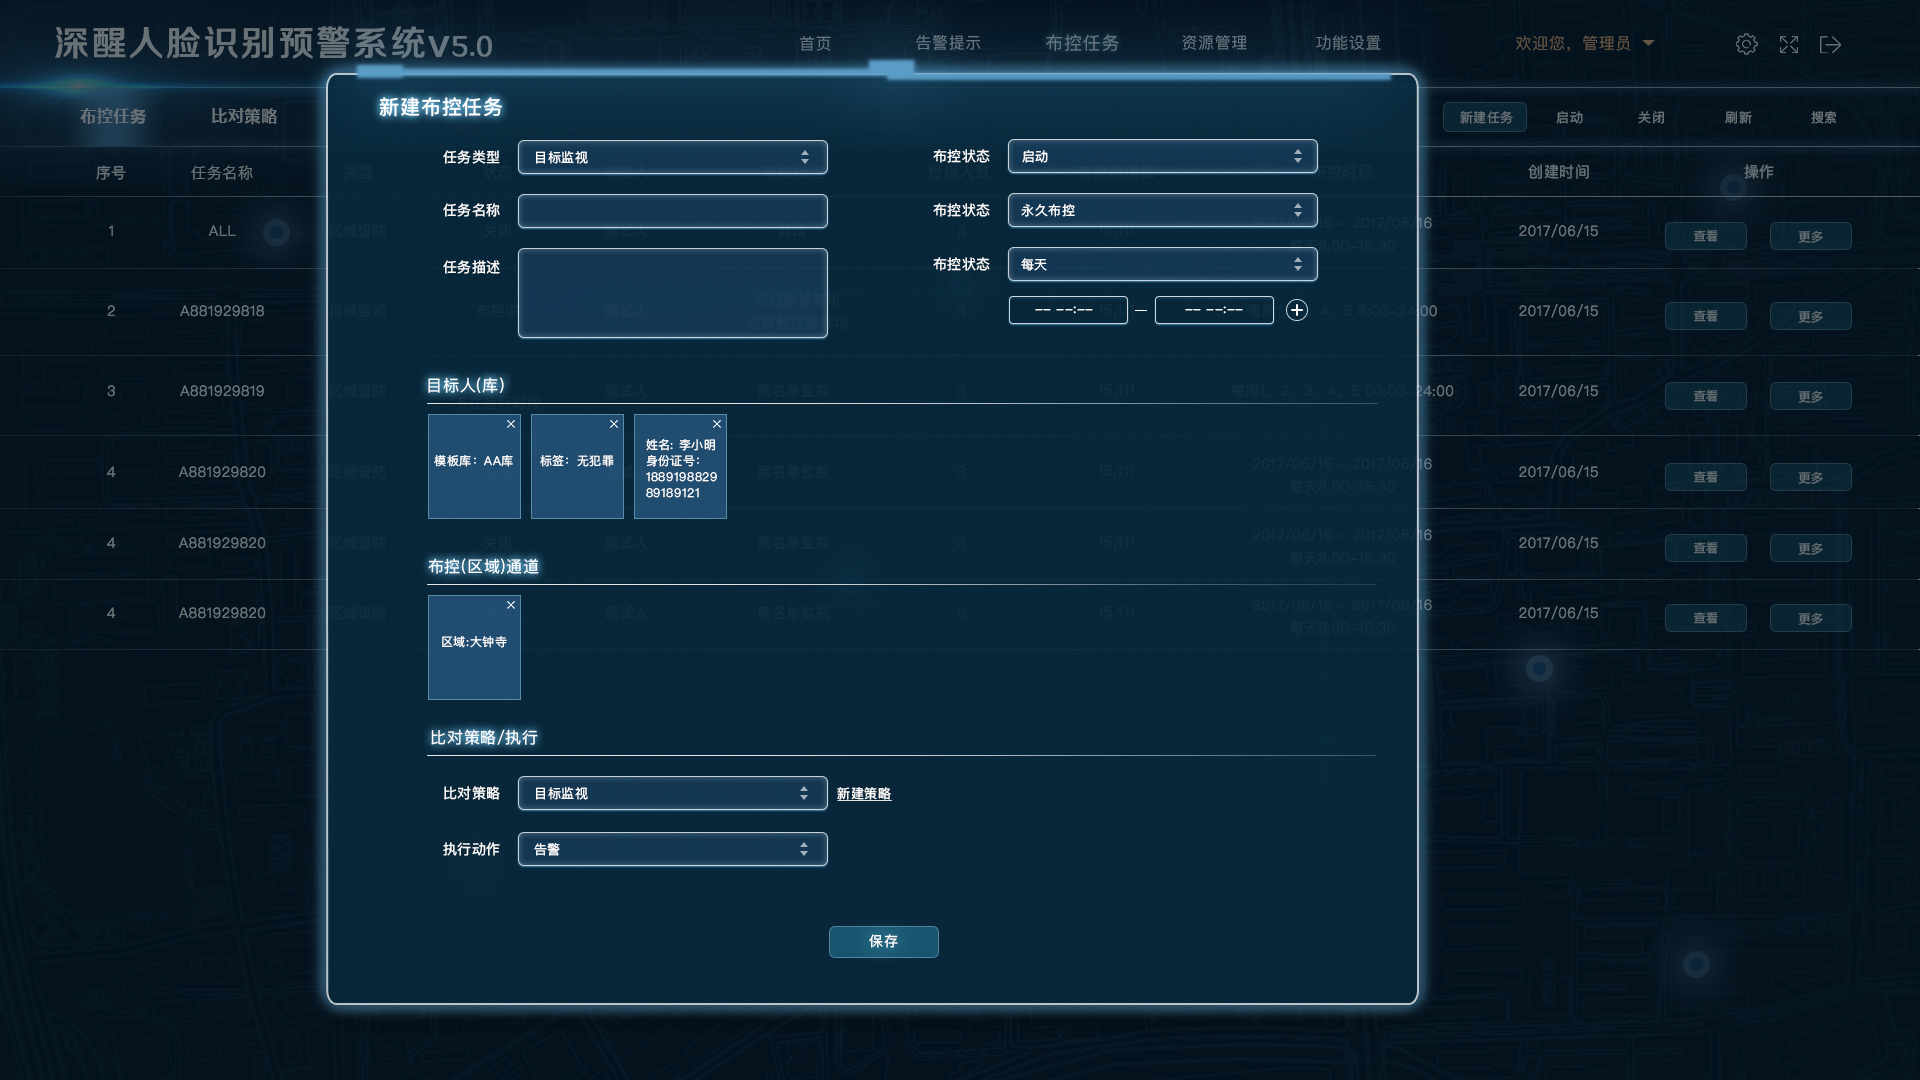 深醒人脸识别预警系统V5.0
首页
告警提示
布控任务
资源管理
功能设置
欢迎您，管理员
布控任务
比对策略
新建任务
启动
关闭
刷新
搜索
序号
任务名称
创建时间
操作
1
ALL
2017/06/15
查看
更多
2
A881929818
2017/06/15
查看
更多
3
A881929819
2017/06/15
查看
更多
4
A881929820
2017/06/15
查看
更多
4
A881929820
2017/06/15
查看
更多
4
A881929820
2017/06/15
查看
更多
新建布控任务
任务类型
目标监视
布控状态
启动
任务名称
布控状态
永久布控
任务描述
布控状态
每天
-- --:--
—
-- --:--
目标人(库)
模板库：AA库
标签：无犯罪
姓名: 李小明
身份证号：
1889198829
89189121
布控(区域)通道
区域:大钟寺
比对策略/执行
比对策略
目标监视
新建策略
执行动作
告警
保存